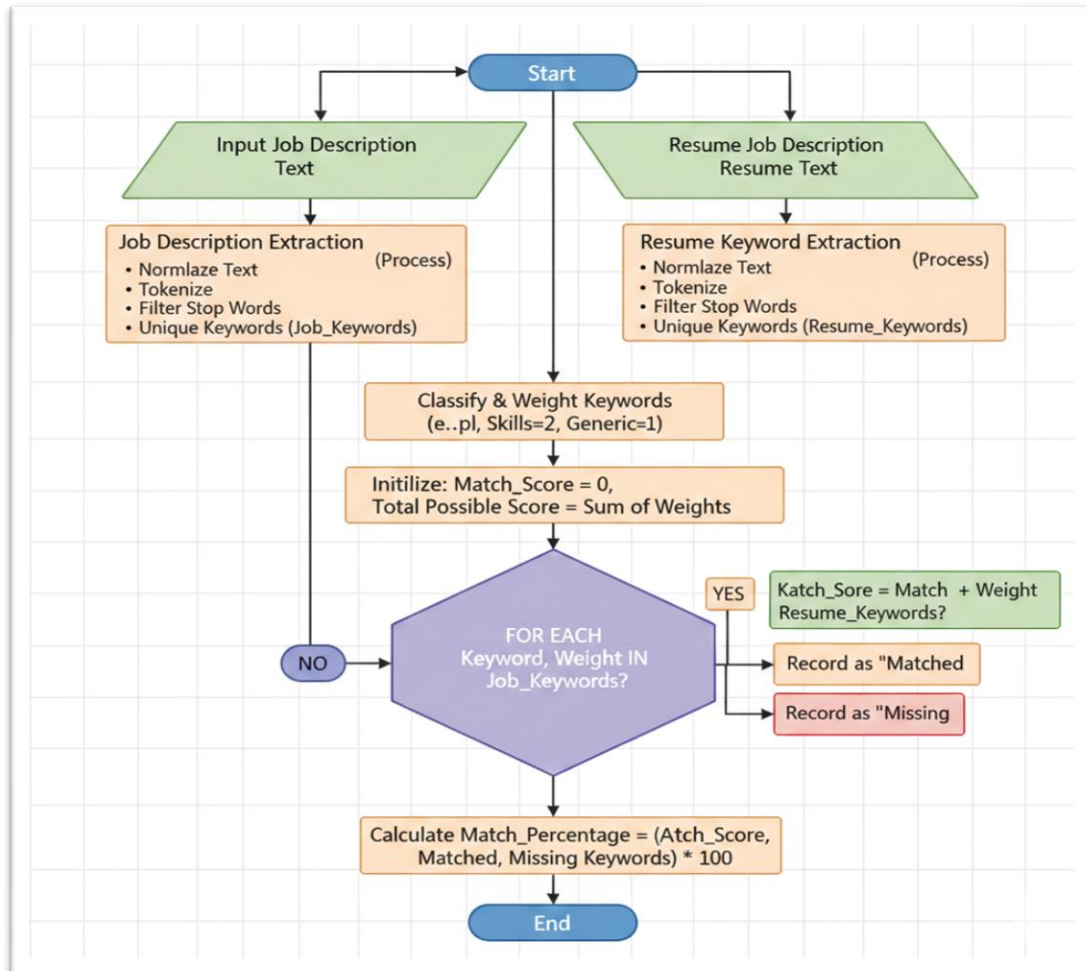 Start
Input Job Description
Text
Resume Job Description
Resume Text
Job Description Extraction
(Process)
• Normlaze Text
• Tokenize
• Filter Stop Words
• Unique Keywords (Job_Keywords)
Resume Keyword Extraction
(Process)
• Normlaze Text
• Tokenize
• Filter Stop Words
• Unique Keywords (Resume_Keywords)
Classify & Weight Keywords
(e..pl, Skills=2, Generic=1)
Initilize: Match_Score = 0,
Total Possible Score = Sum of Weights
YES
Katch_Sore = Match + Weight
Resume_Keywords?
NO
FOR EACH
Keyword, Weight IN
Job_Keywords?
Record as "Matched
Record as "Missing
Calculate Match_Percentage = (Atch_Score,
Matched, Missing Keywords) * 100
End